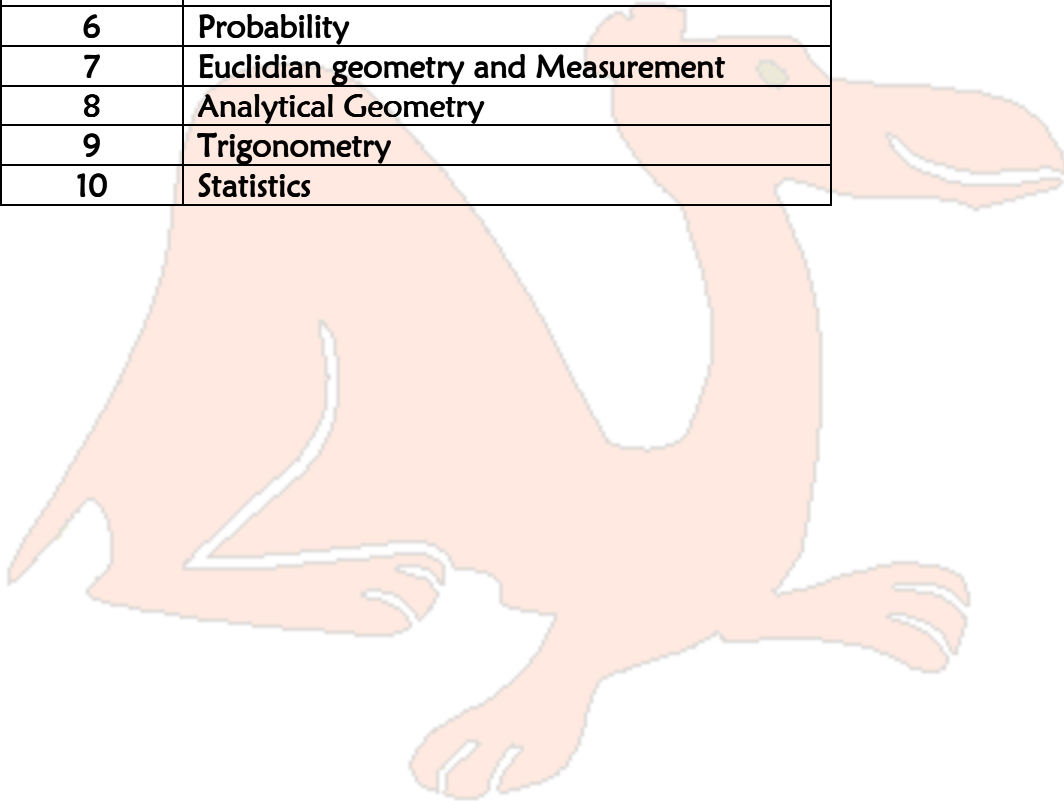 6 Probability
7 Euclidian geometry and Measurement
8 Analytical Geometry
9 Trigonometry
10 Statistics